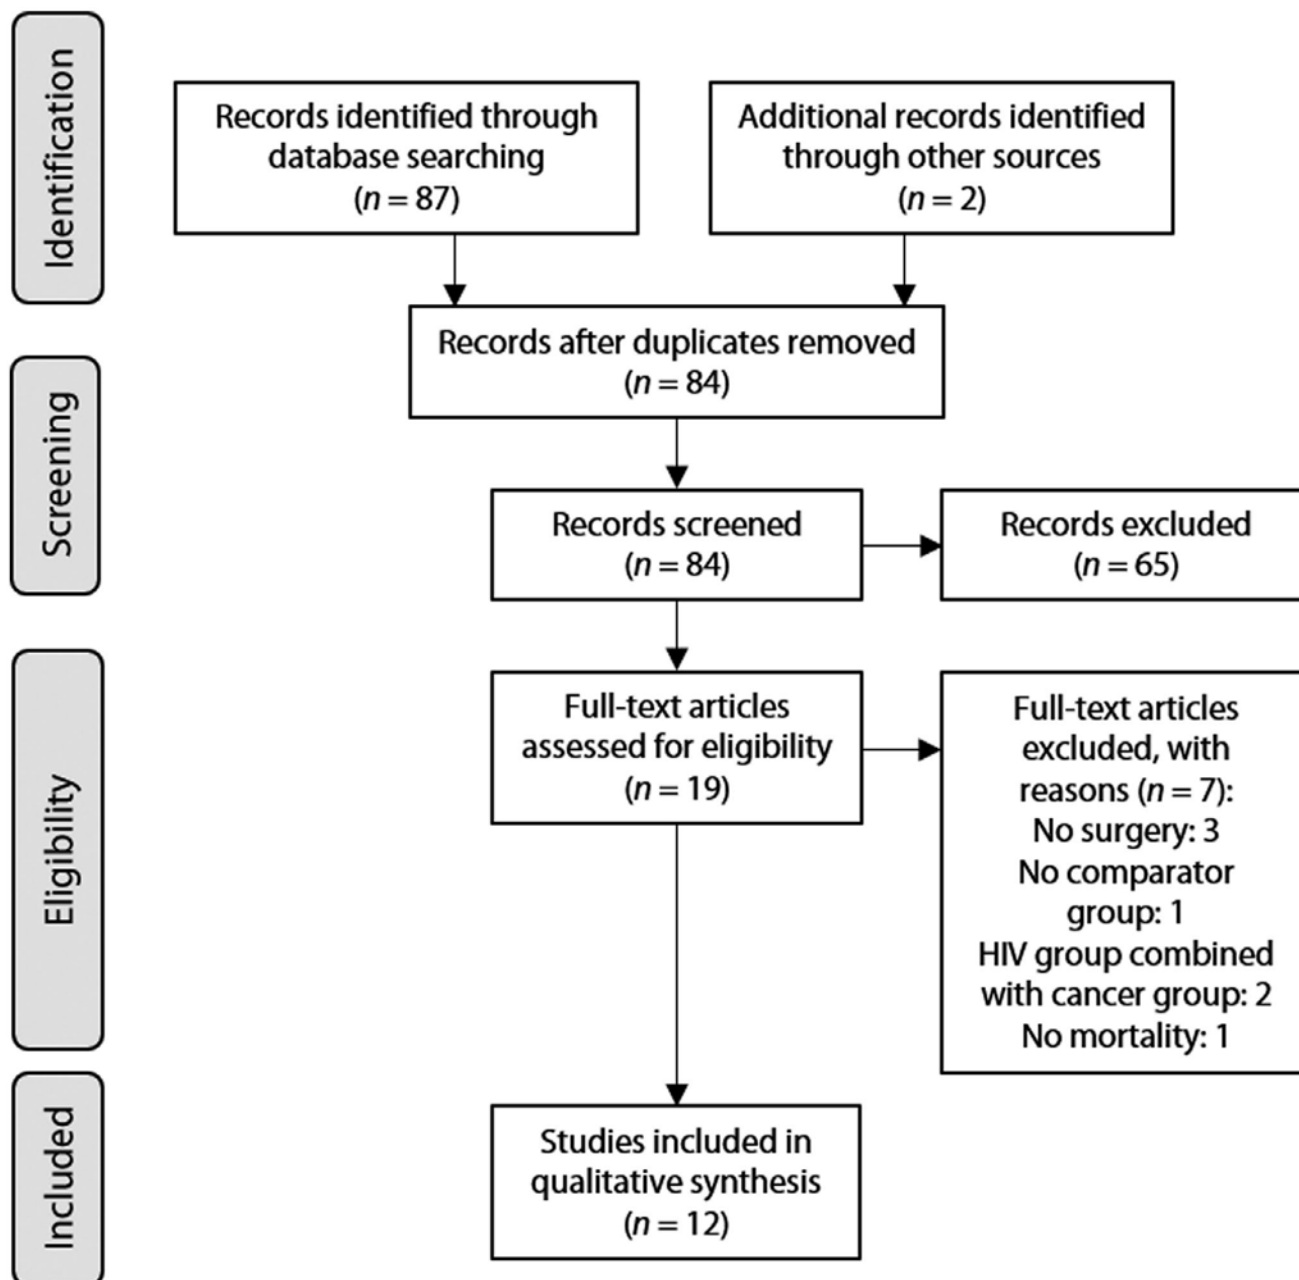 Identification
Records identified through
database searching
(n = 87)
Additional records identified
through other sources
(n = 2)
Records after duplicates removed
(n = 84)
Screening
Records screened
(n = 84)
Records excluded
(n = 65)
Eligibility
Full-text articles
assessed for eligibility
(n = 19)
Full-text articles
excluded, with
reasons (n = 7):
No surgery: 3
No comparator
group: 1
HIV group combined
with cancer group: 2
No mortality: 1
Included
Studies included in
qualitative synthesis
(n = 12)